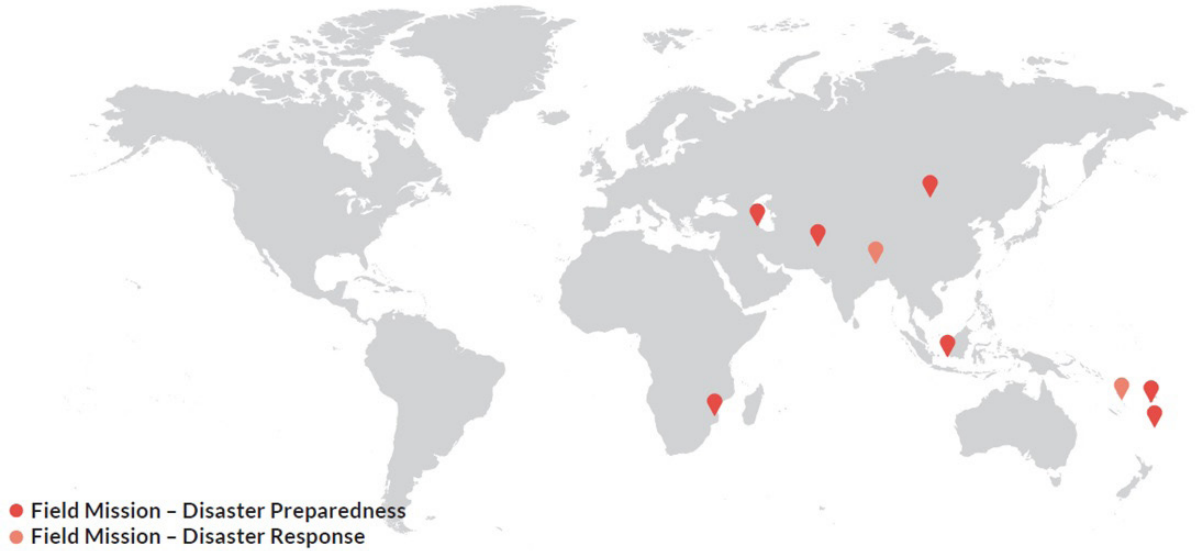 Field Mission – Disaster Preparedness
Field Mission – Disaster Response